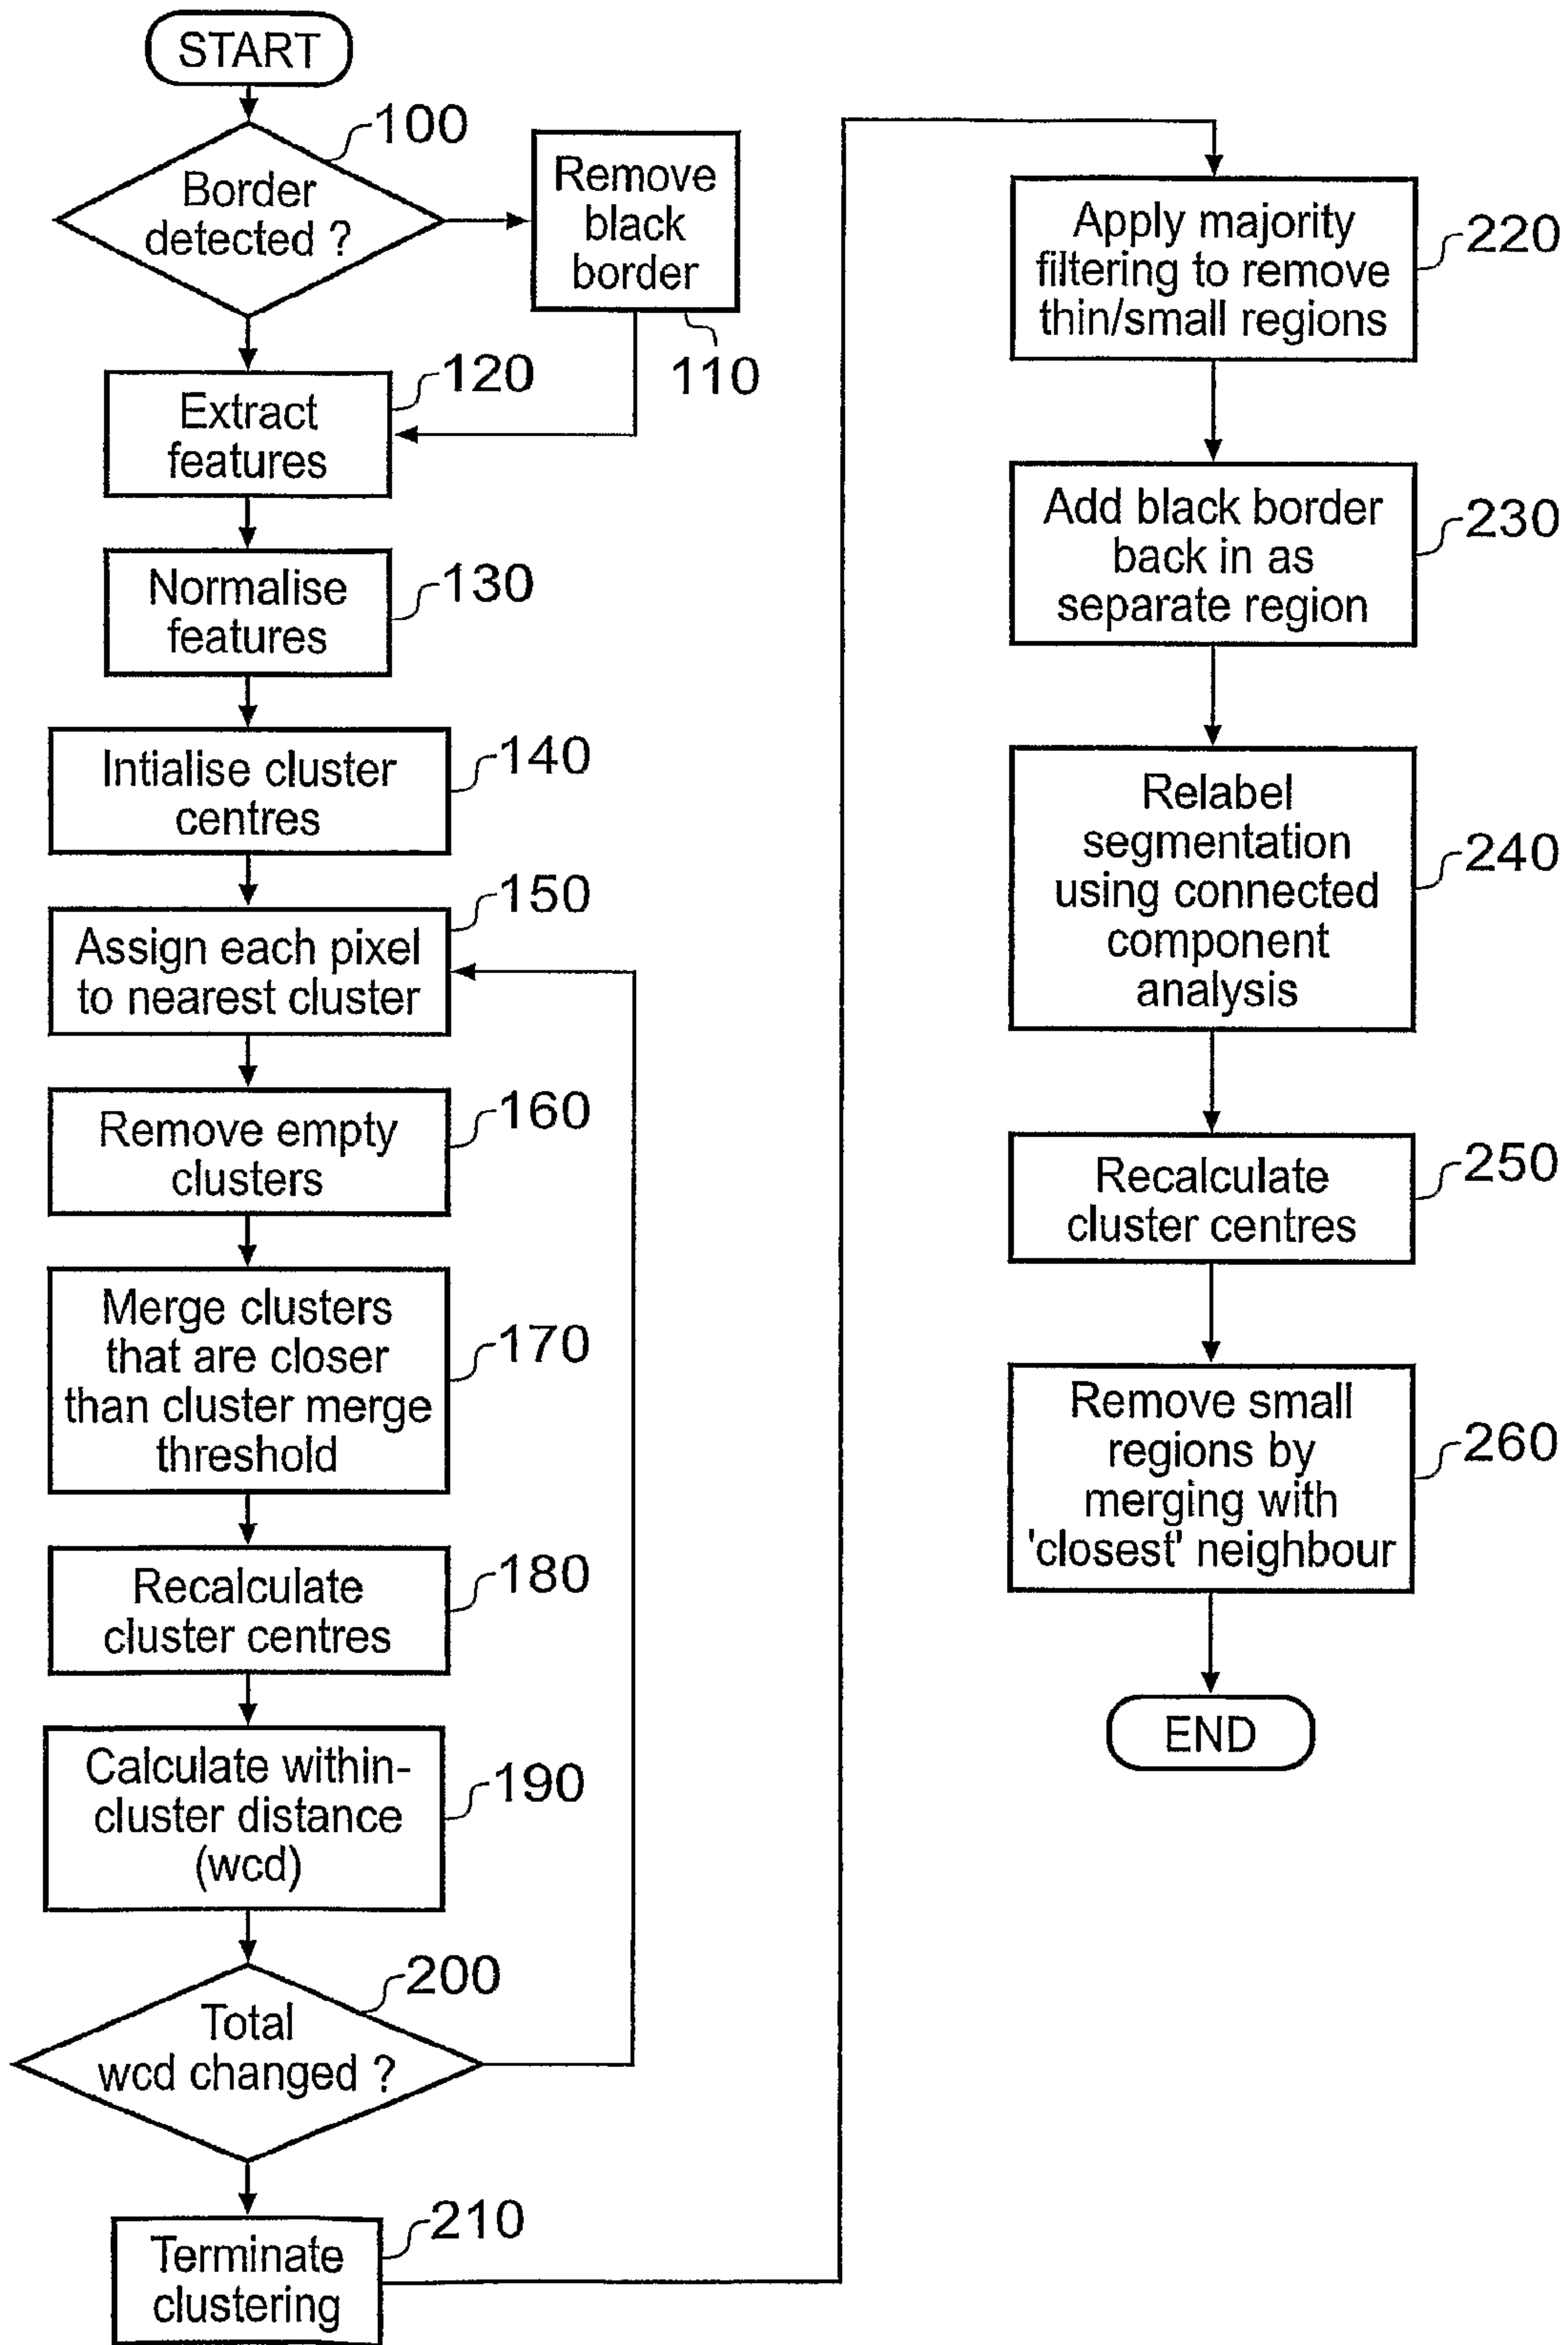 START
100
Border
detected ?
Remove
black
border
110
120
Extract
features
130
Normalise
features
140
Intialise cluster
centres
150
Assign each pixel
to nearest cluster
160
Remove empty
clusters
170
Merge clusters
that are closer
than cluster merge
threshold
180
Recalculate
cluster centres
190
Calculate within-
cluster distance
(wcd)
200
Total
wcd changed ?
210
Terminate
clustering
220
Apply majority
filtering to remove
thin/small regions
230
Add black border
back in as
separate region
240
Relabel
segmentation
using connected
component
analysis
250
Recalculate
cluster centres
260
Remove small
regions by
merging with
'closest' neighbour
END